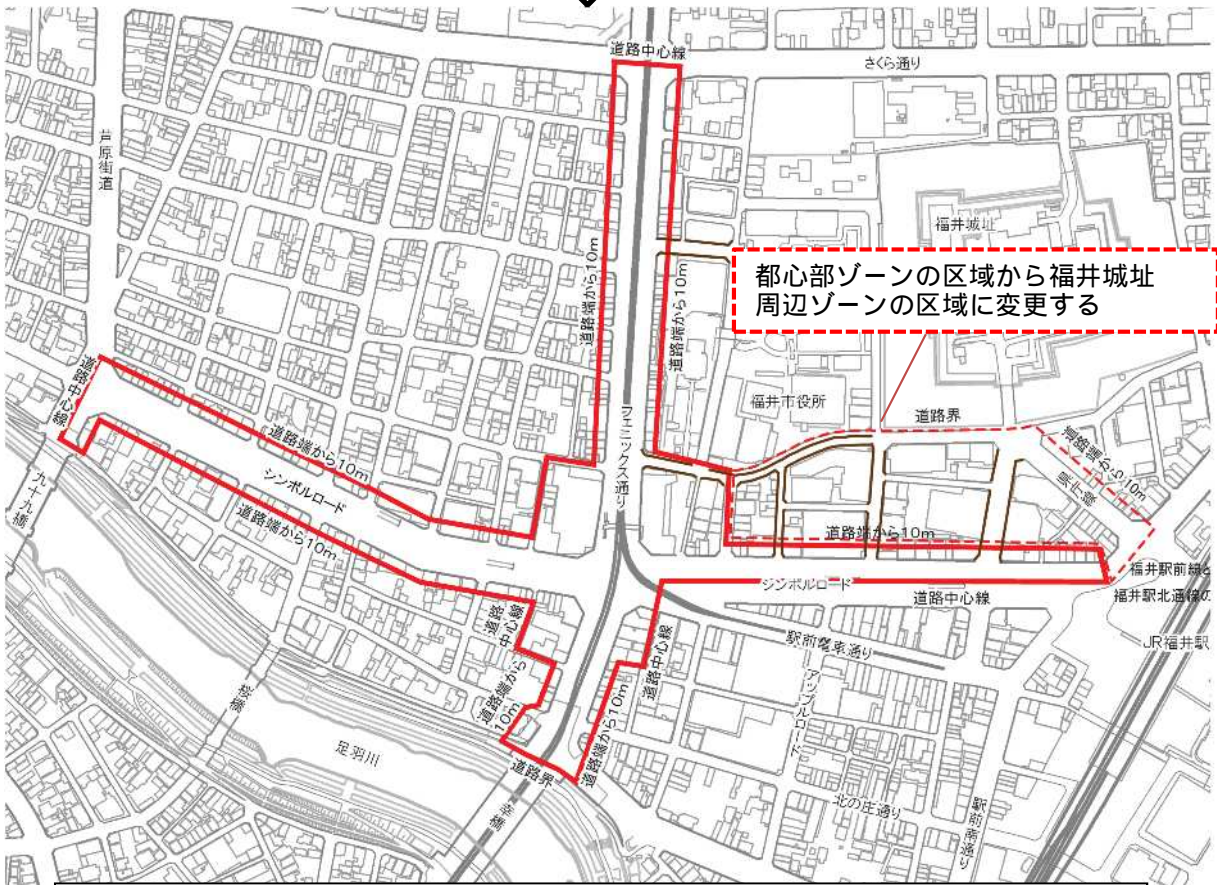 道路中心線
さくら通り
芦原街道
福井城址
都心部ゾーンの区域から福井城址
周辺ゾーンの区域に変更する
道路端から10m
道路端から10m
福井市役所
道路界
道路中心線
道路端から10m
フェニックス通り
道路端から10m
県庁線
シンボルロード
九十九橋
道路端から10m
道路端から10m
シンボルロード
道路中心線
福井駅前線と
福井駅北通線の
道路中心線
道路中心線
駅前電車通り
JR福井駅
道路端から
10m
道路端から10m
アップルロード
桜橋
足羽川
道路界
幸橋
北の庄通り
駅前南通り